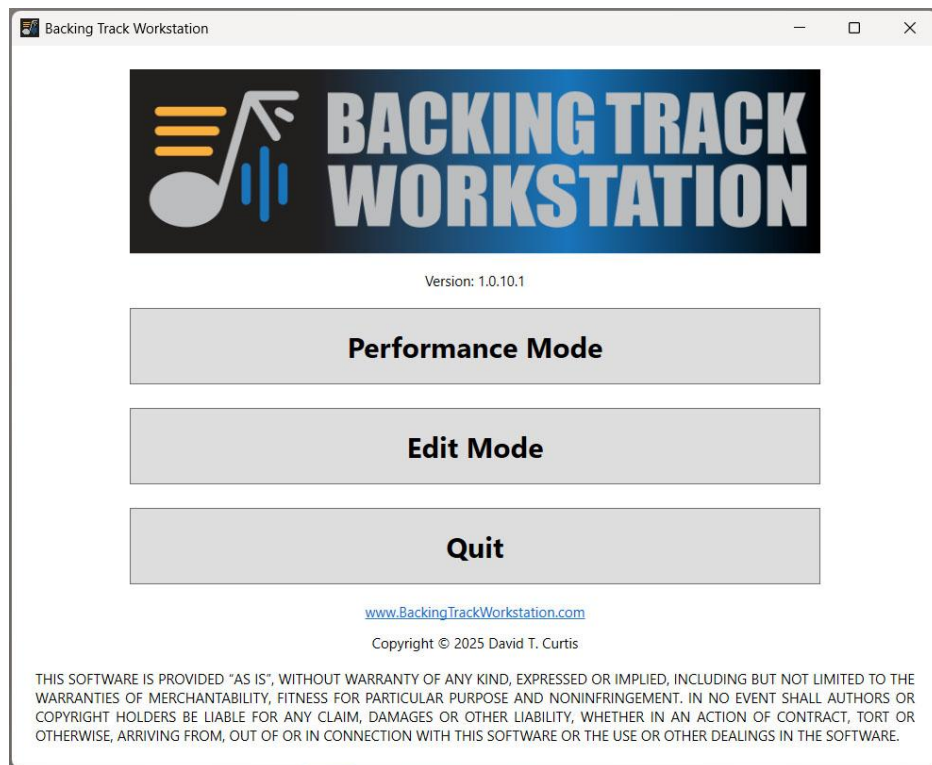 Backing Track Workstation
BACKING TRACK
WORKSTATION
Version: 1.0.10.1
Performance Mode
Edit Mode
Quit
www.BackingTrackWorkstation.com
Copyright © 2025 David T. Curtis
THIS SOFTWARE IS PROVIDED “AS IS”, WITHOUT WARRANTY OF ANY KIND, EXPRESSED OR IMPLIED, INCLUDING BUT NOT LIMITED TO THE
WARRANTIES OF MERCHANTABILITY, FITNESS FOR PARTICULAR PURPOSE AND NONINFRINGEMENT. IN NO EVENT SHALL AUTHORS OR
COPYRIGHT HOLDERS BE LIABLE FOR ANY CLAIM, DAMAGES OR OTHER LIABILITY, WHETHER IN AN ACTION OF CONTRACT, TORT OR
OTHERWISE, ARRIVING FROM, OUT OF OR IN CONNECTION WITH THIS SOFTWARE OR THE USE OR OTHER DEALINGS IN THE SOFTWARE.